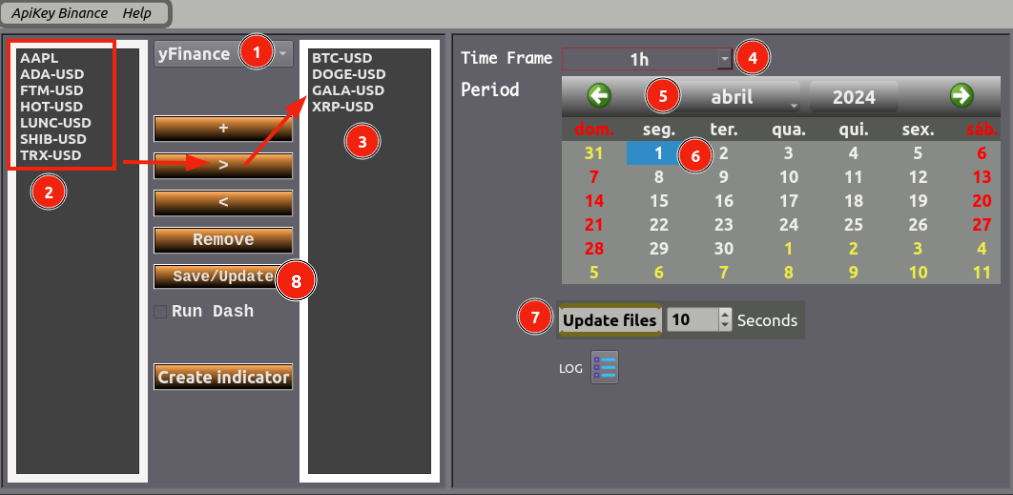 ApiKey Binance Help
AAPL
ADA-USD
FTM-USD
HOT-USD
LUNC-USD
SHIB-USD
TRX-USD
2
yFinance 1
+
>
<
Remove
Save/Update 8
Run Dash
Create indicator
BTC-USD
DOGE-USD
GALA-USD
XRP-USD
3
Time Frame 1h 4
Period 5 abril 2024
dom. seg. ter. qua. qui. sex. sáb.
31 1 6 2 3 4 5 6
7 8 9 10 11 12 13
14 15 16 17 18 19 20
21 22 23 24 25 26 27
28 29 30 1 2 3 4
5 6 7 8 9 10 11
7 Update files 10 Seconds
LOG